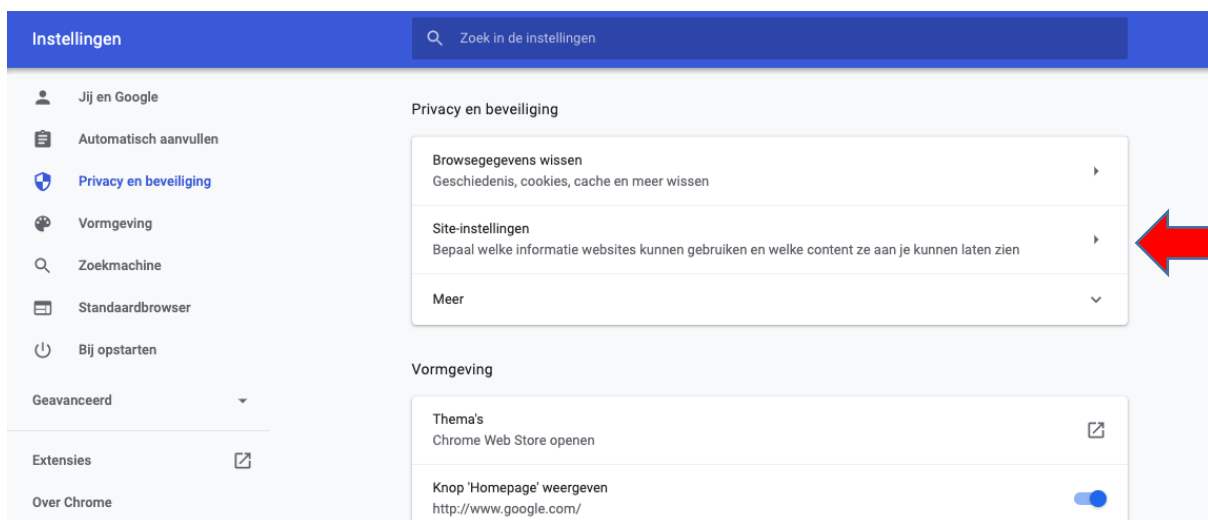 Instellingen
Zoek in de instellingen
Jij en Google
Automatisch aanvullen
Privacy en beveiliging
Vormgeving
Zoekmachine
Standaardbrowser
Bij opstarten
Geavanceerd
Extensies
Over Chrome
Privacy en beveiliging
Browsegegevens wissen
Geschiedenis, cookies, cache en meer wissen
Site-instellingen
Bepaal welke informatie websites kunnen gebruiken en welke content ze aan je kunnen laten zien
Meer
Vormgeving
Thema's
Chrome Web Store openen
Knop 'Homepage' weergeven
http://www.google.com/